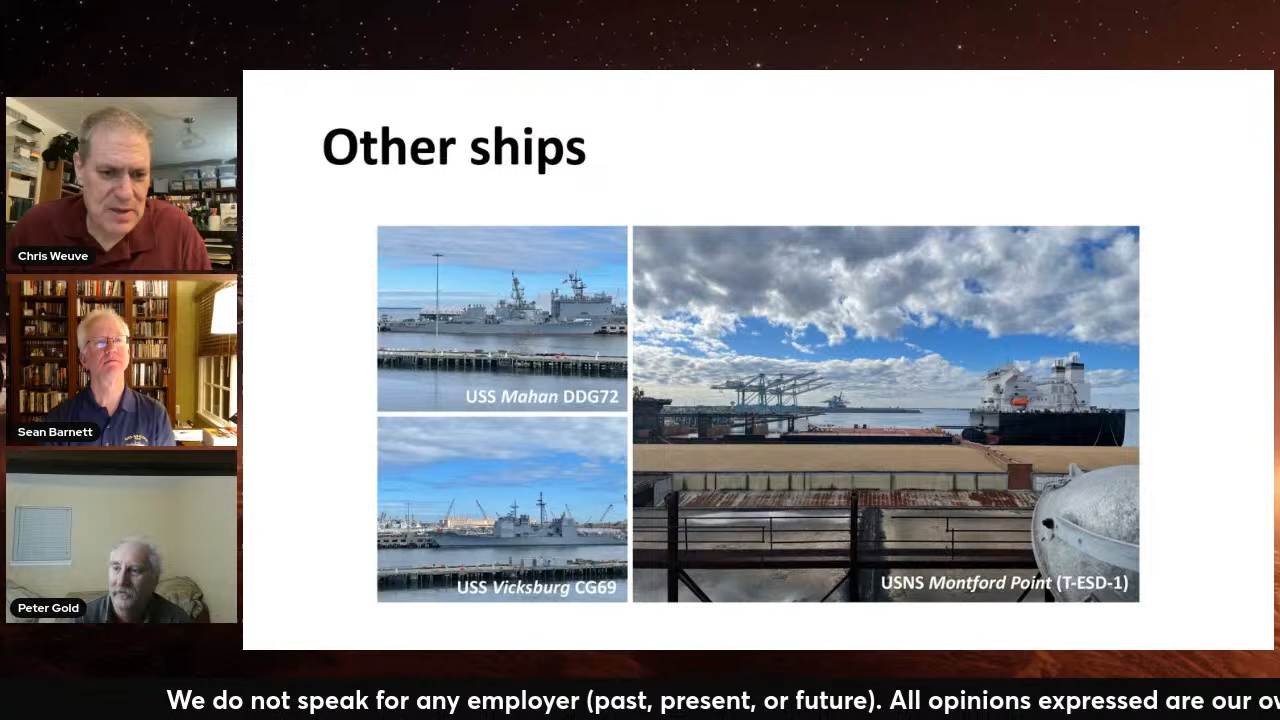 Other ships
Chris Weuve
Sean Barnett
Peter Gold
USS Mahan DDG72
USS Vicksburg CG69
USNS Montford Point (T-ESD-1)
We do not speak for any employer (past, present, or future). All opinions expressed are our